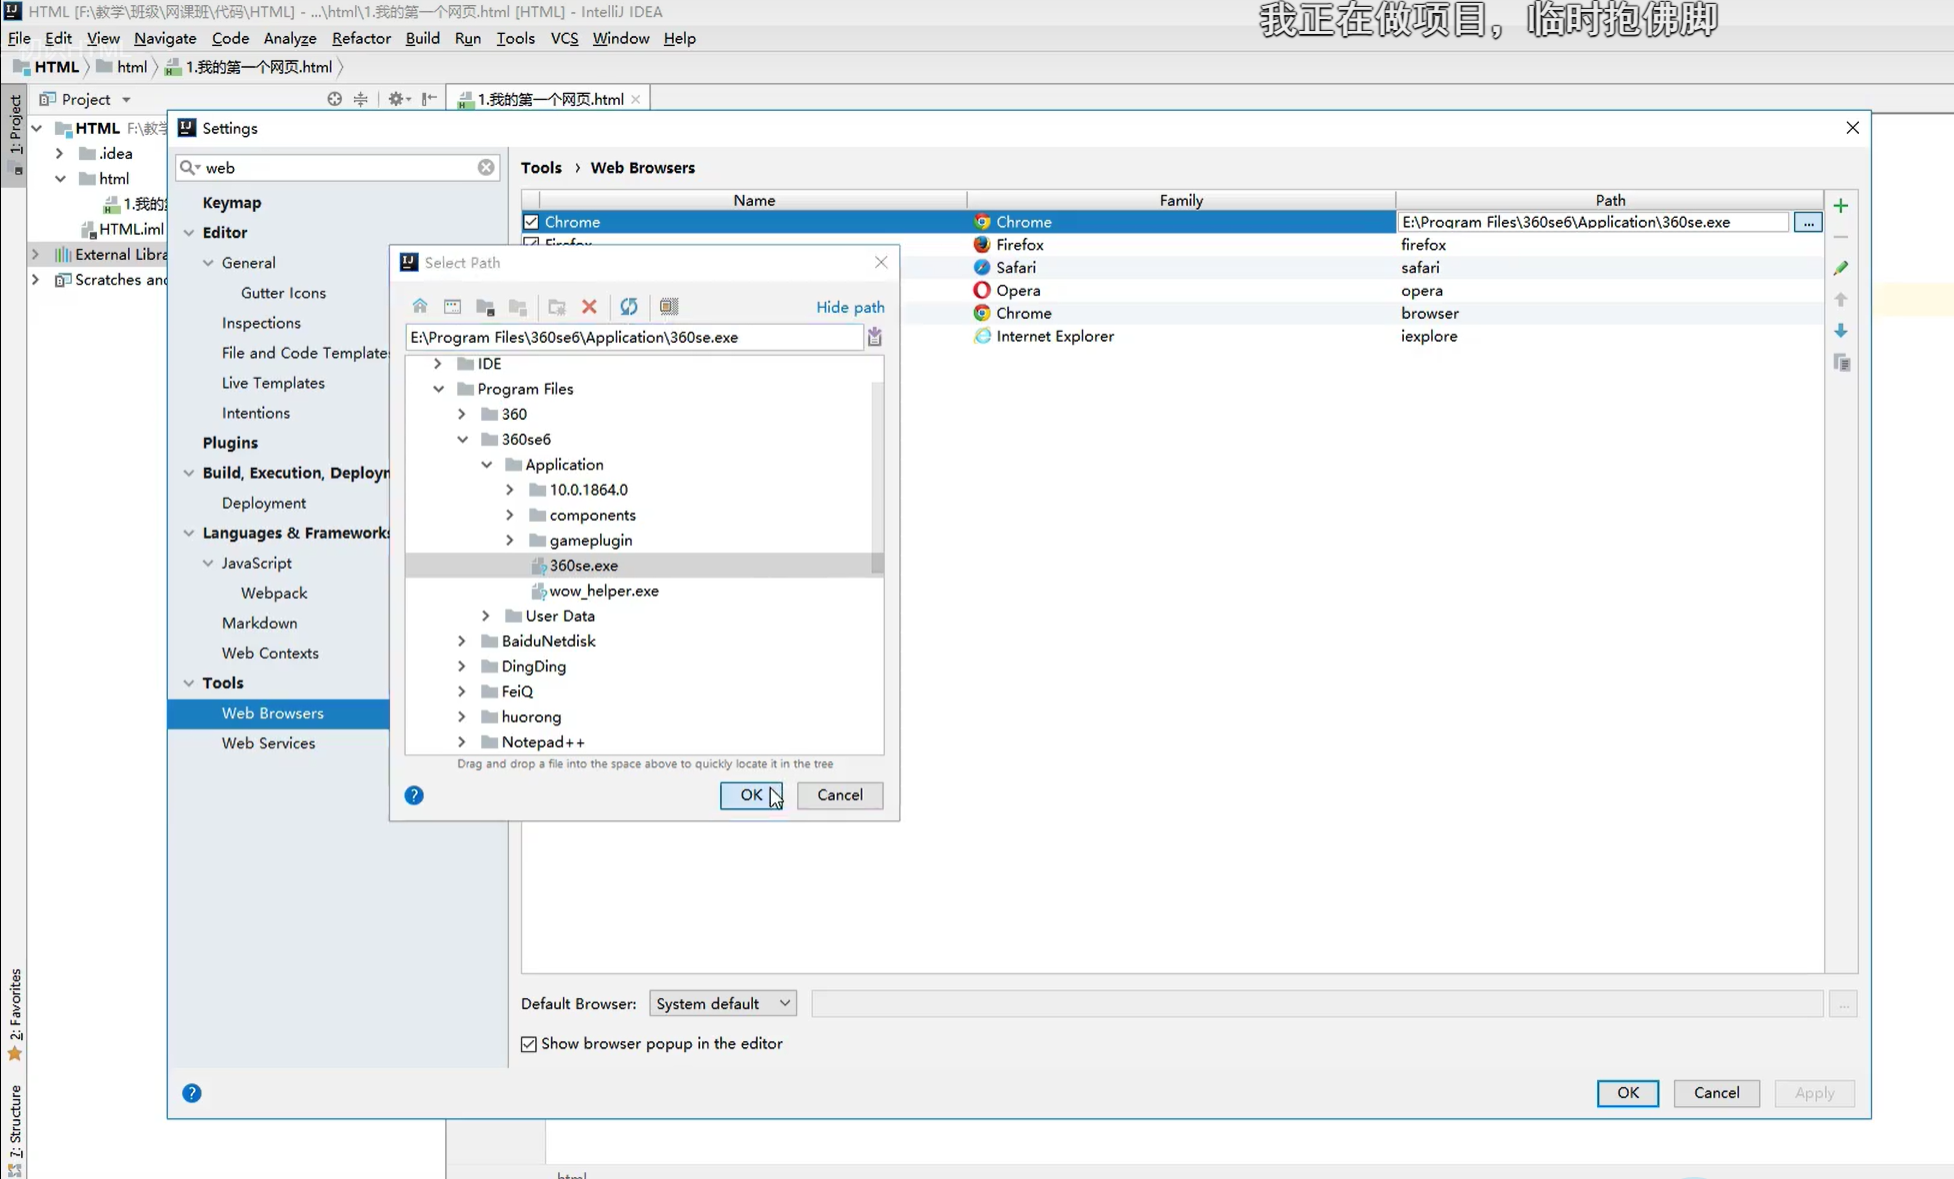 HTML [F:\教学\班级\网课班\代码\HTML] - ...\html\1.我的第一个网页.html [HTML] - IntelliJ IDEA
我正在做项目，临时抱佛脚
File Edit View Navigate Code Analyze Refactor Build Run Tools VCS Window Help
HTML html 1.我的第一个网页.html
1: Project
Project
1.我的第一个网页.html
HTML F:\教学
.idea
html
1.我的
HTML.iml
External Libra
Scratches and
2: Favorites
7: Structure
Settings
web
Keymap
Editor
General
Gutter Icons
Inspections
File and Code Templates
Live Templates
Intentions
Plugins
Build, Execution, Deployn
Deployment
Languages & Frameworks
JavaScript
Webpack
Markdown
Web Contexts
Tools
Web Browsers
Web Services
Tools › Web Browsers
Name Family Path
Chrome Chrome E:\Program Files\360se6\Application\360se.exe ...
Firefox Firefox firefox
Safari safari
Opera opera
Chrome browser
Internet Explorer iexplore
Select Path
Hide path
E:\Program Files\360se6\Application\360se.exe
IDE
Program Files
360
360se6
Application
10.0.1864.0
components
gameplugin
360se.exe
wow_helper.exe
User Data
BaiduNetdisk
DingDing
FeiQ
huorong
Notepad++
Drag and drop a file into the space above to quickly locate it in the tree
? OK Cancel
Default Browser: System default ...
Show browser popup in the editor
? OK Cancel Apply
html